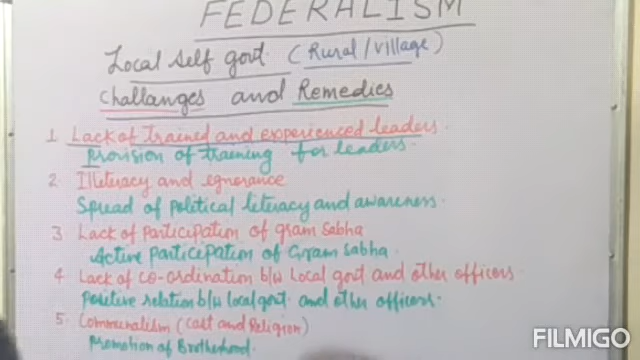 FEDERALISM
Local self govt (Rural/village)
challanges and Remedies
1 Lack of trained and experienced leaders.
Provision of training for leaders.
2 Illiteracy and egnorance
Spread of political literacy and awareness.
3 Lack of Participation of gram sabha
Active participation of Gram sabha.
4 Lack of co-ordination b/w Local govt and other officers.
Positive relation b/w local govt. and other officers.
5. Communalism (cast and Religion)
Promotion of Brotherhood.
FILMIGO